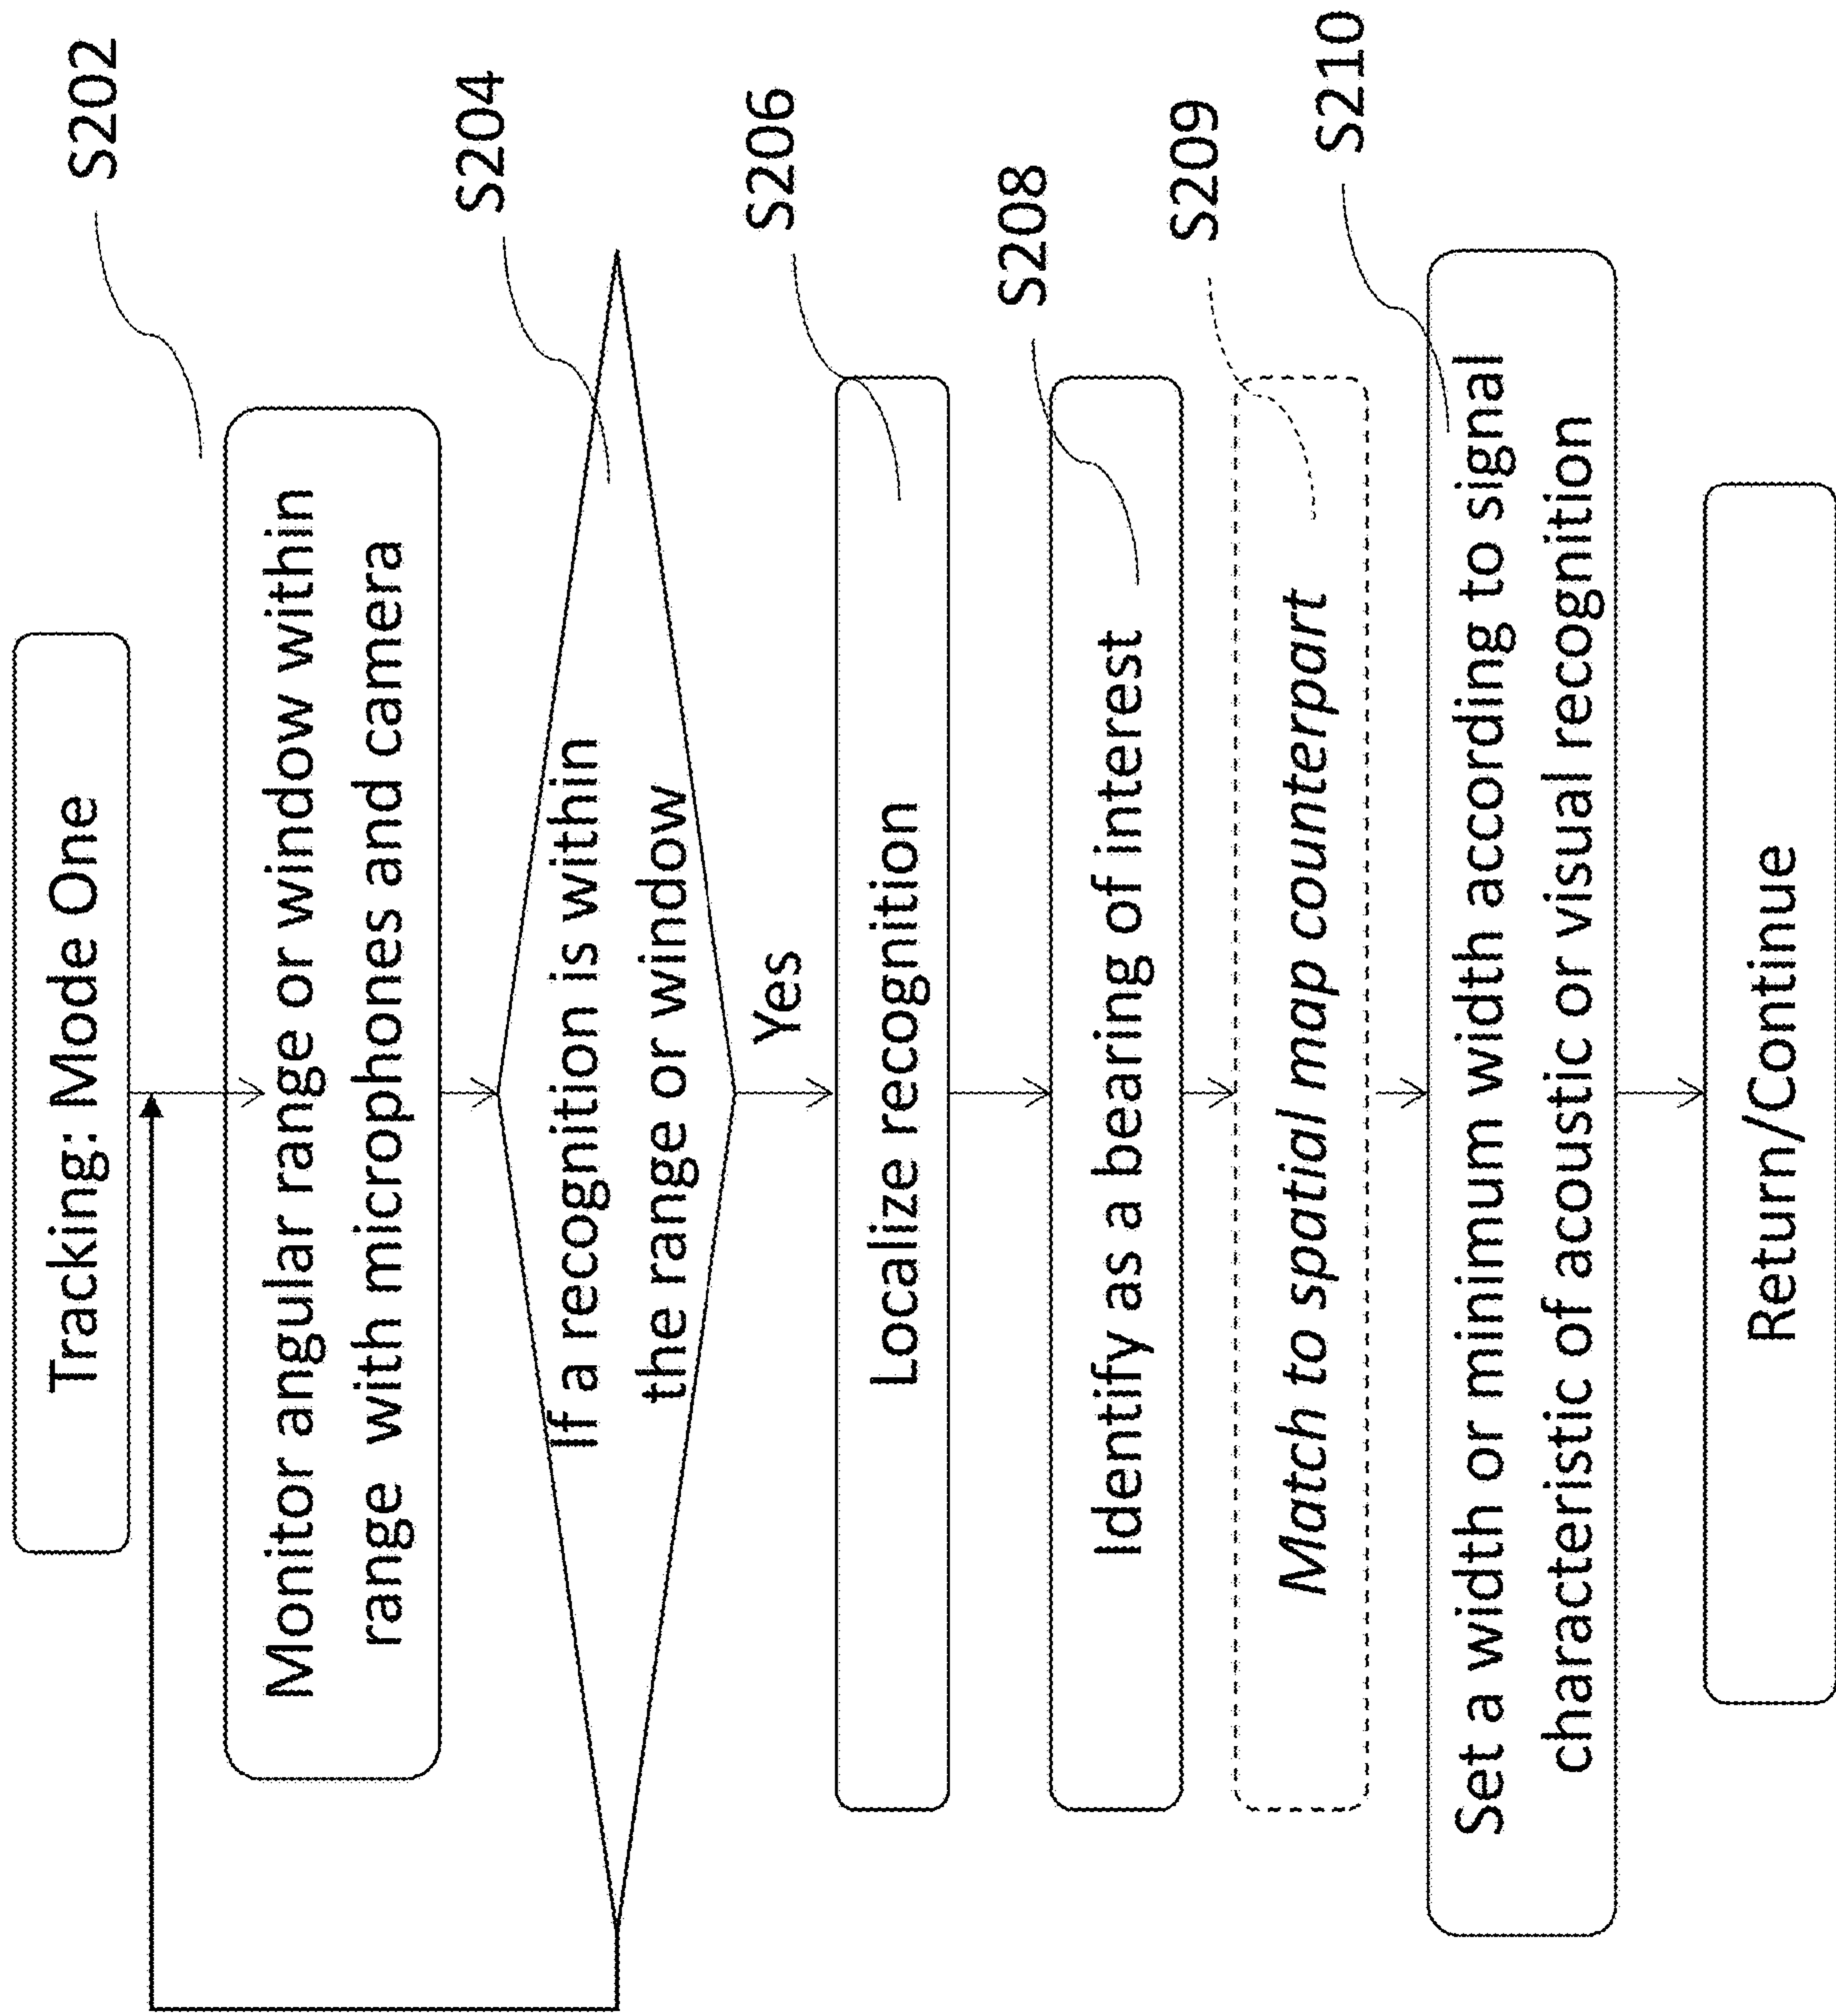 Tracking: Mode One
S202
Monitor angular range or window within
range with microphones and camera
S204
If a recognition is within
the range or window
Yes
S206
Localize recognition
S208
Identify as a bearing of interest
S209
Match to spatial map counterpart
S210
Set a width or minimum width according to signal
characteristic of acoustic or visual recognition
Return/Continue